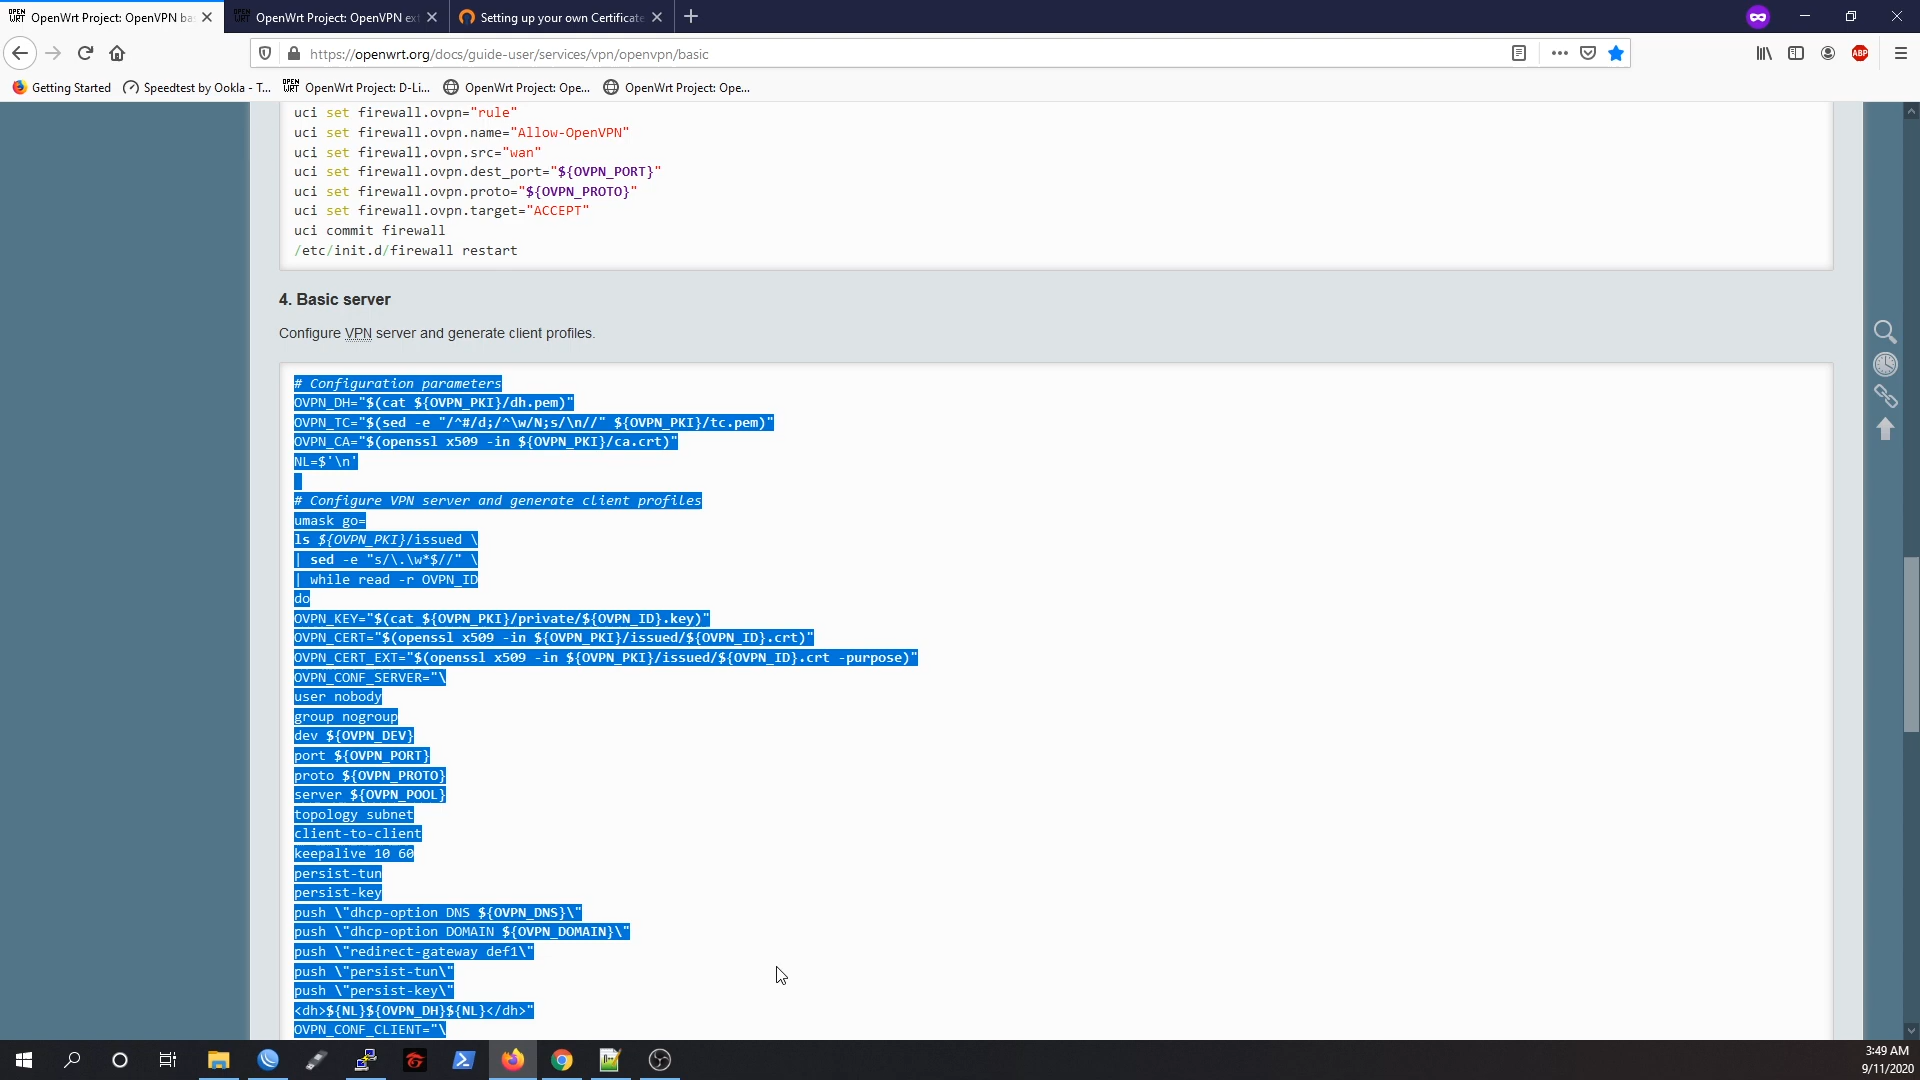 OPEN WRT OpenWrt Project: OpenVPN ba
OPEN WRT OpenWrt Project: OpenVPN ex
Setting up your own Certificate
https://openwrt.org/docs/guide-user/services/vpn/openvpn/basic
ABP
Getting Started
Speedtest by Ookla - T...
OPEN WRT OpenWrt Project: D-Li...
OpenWrt Project: Ope...
OpenWrt Project: Ope...
uci set firewall.ovpn="rule"
uci set firewall.ovpn.name="Allow-OpenVPN"
uci set firewall.ovpn.src="wan"
uci set firewall.ovpn.dest_port="${OVPN_PORT}"
uci set firewall.ovpn.proto="${OVPN_PROTO}"
uci set firewall.ovpn.target="ACCEPT"
uci commit firewall
/etc/init.d/firewall restart
4. Basic server
Configure VPN server and generate client profiles.
# Configuration parameters
OVPN_DH="$(cat ${OVPN_PKI}/dh.pem)"
OVPN_TC="$(sed -e "/^#/d;/^\w/N;s/\n//" ${OVPN_PKI}/tc.pem)"
OVPN_CA="$(openssl x509 -in ${OVPN_PKI}/ca.crt)"
NL=$'\n'
# Configure VPN server and generate client profiles
umask go=
ls ${OVPN_PKI}/issued \
| sed -e "s/\.\w*$//" \
| while read -r OVPN_ID
do
OVPN_KEY="$(cat ${OVPN_PKI}/private/${OVPN_ID}.key)"
OVPN_CERT="$(openssl x509 -in ${OVPN_PKI}/issued/${OVPN_ID}.crt)"
OVPN_CERT_EXT="$(openssl x509 -in ${OVPN_PKI}/issued/${OVPN_ID}.crt -purpose)"
OVPN_CONF_SERVER="\
user nobody
group nogroup
dev ${OVPN_DEV}
port ${OVPN_PORT}
proto ${OVPN_PROTO}
server ${OVPN_POOL}
topology subnet
client-to-client
keepalive 10 60
persist-tun
persist-key
push \"dhcp-option DNS ${OVPN_DNS}\"
push \"dhcp-option DOMAIN ${OVPN_DOMAIN}\"
push \"redirect-gateway def1\"
push \"persist-tun\"
push \"persist-key\"
<dh>${NL}${OVPN_DH}${NL}</dh>"
OVPN_CONF_CLIENT="\
3:49 AM
9/11/2020